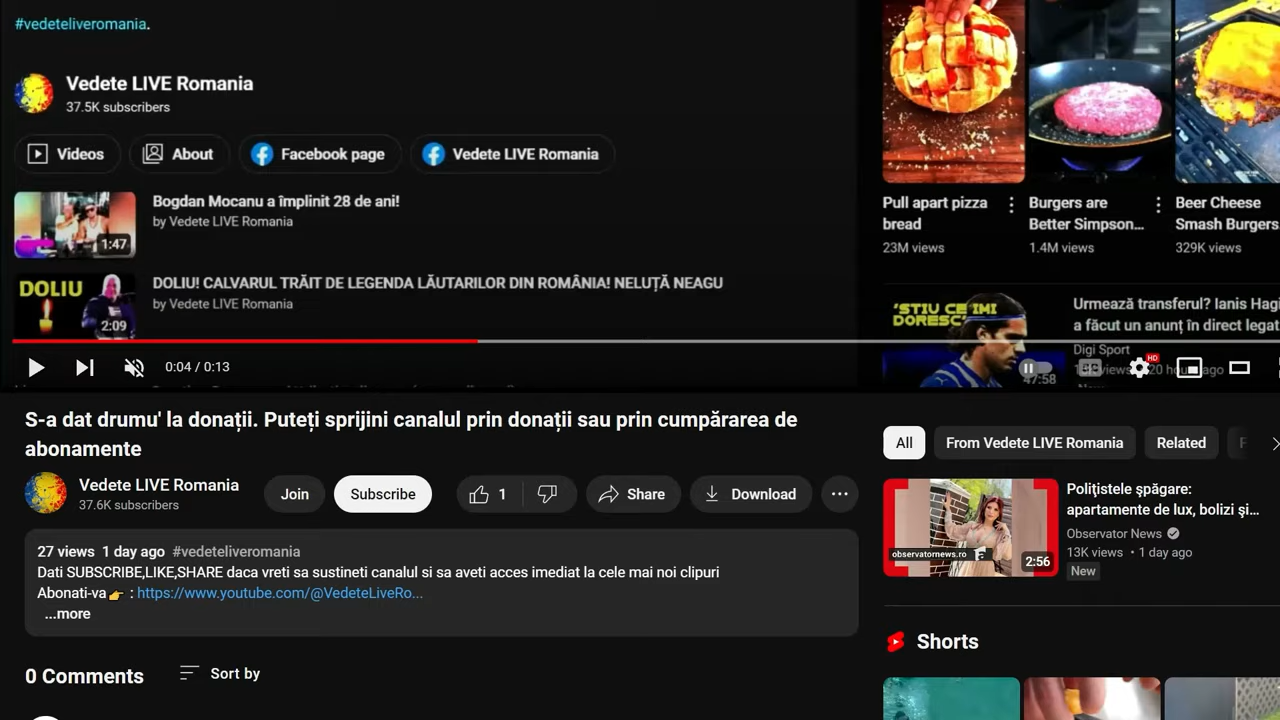 #vedeteliveromania.
Vedete LIVE Romania
37.5K subscribers
Videos
About
Facebook page
Vedete LIVE Romania
1:47
Bogdan Mocanu a împlinit 28 de ani!
by Vedete LIVE Romania
DOLIU
2:09
DOLIU! CALVARUL TRĂIT DE LEGENDA LĂUTARILOR DIN ROMÂNIA! NELUȚĂ NEAGU
by Vedete LIVE Romania
Pull apart pizza
bread
23M views
Burgers are
Better Simpson...
1.4M views
Beer Cheese
Smash Burgers
329K views
'ȘTIU CE ÎMI
DORESC'
47:58
Urmează transferul? Ianis Hagi
a făcut un anunț în direct legat
Digi Sport
0:04 / 0:13
HD
S-a dat drumu' la donații. Puteți sprijini canalul prin donații sau prin cumpărarea de
abonamente
Vedete LIVE Romania
37.6K subscribers
Join
Subscribe
1
Share
Download
27 views 1 day ago #vedeteliveromania
Dati SUBSCRIBE,LIKE,SHARE daca vreti sa sustineti canalul si sa aveti acces imediat la cele mai noi clipuri
Abonati-va👉 : https://www.youtube.com/@VedeteLiveRo...
...more
0 Comments
Sort by
All
From Vedete LIVE Romania
Related
observatornews.ro
2:56
Polițistele șpăgare:
apartamente de lux, bolizi și...
Observator News
13K views • 1 day ago
New
Shorts